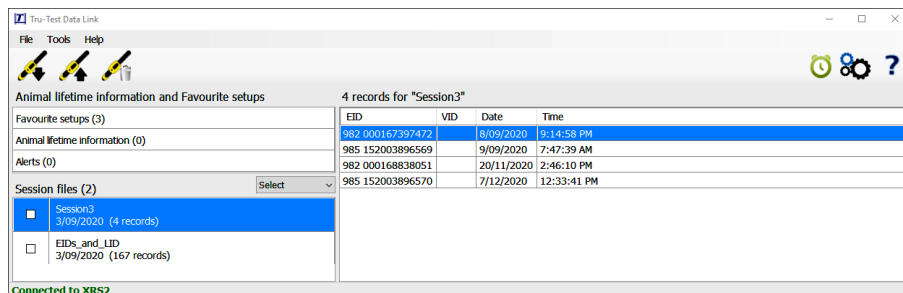 Tru-Test Data Link
File Tools Help
?
Animal lifetime information and Favourite setups
Favourite setups (3)
Animal lifetime information (0)
Alerts (0)
Session files (2) Select
Session3
3/09/2020 (4 records)
EIDs_and_LID
3/09/2020 (167 records)
4 records for "Session3"
EID VID Date Time
982 000167397472 8/09/2020 9:14:58 PM
985 152003896569 9/09/2020 7:47:39 AM
982 000168838051 20/11/2020 2:46:10 PM
985 152003896570 7/12/2020 12:33:41 PM
Connected to XRS2